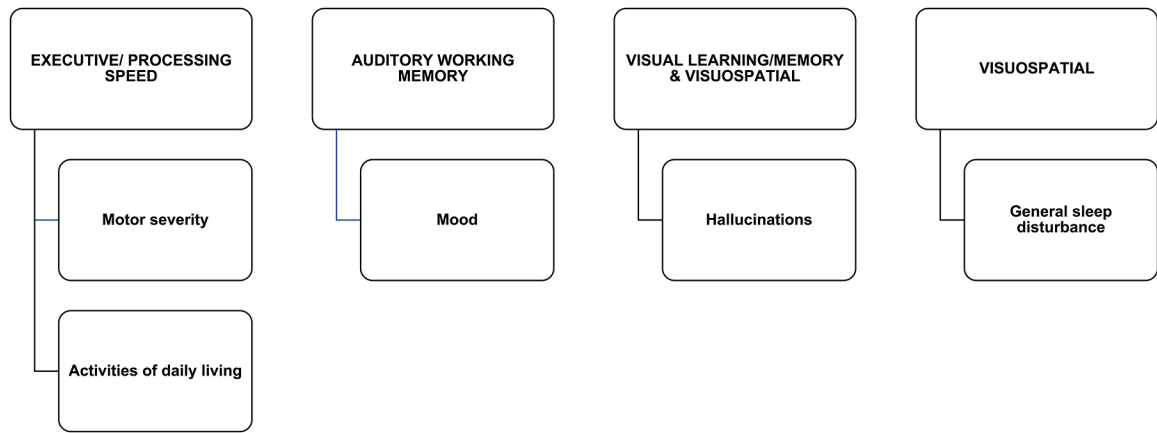 EXECUTIVE/ PROCESSING
SPEED
Motor severity
Activities of daily living
AUDITORY WORKING
MEMORY
Mood
VISUAL LEARNING/MEMORY
& VISUOSPATIAL
Hallucinations
VISUOSPATIAL
General sleep
disturbance